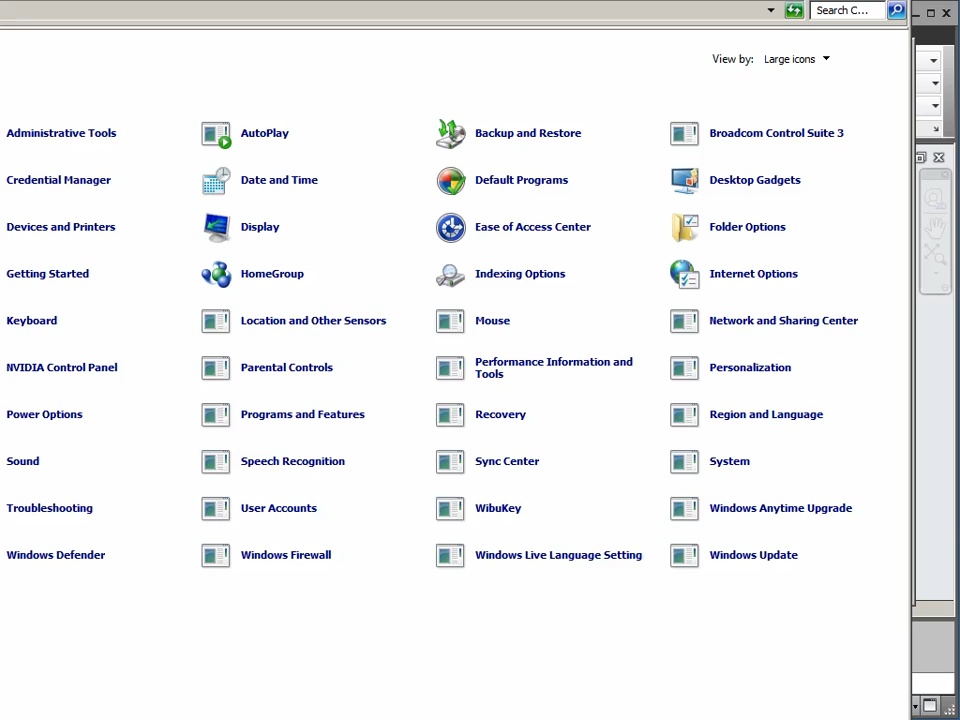 Search C...
View by: Large icons
Administrative Tools
AutoPlay
Backup and Restore
Broadcom Control Suite 3
Credential Manager
Date and Time
Default Programs
Desktop Gadgets
Devices and Printers
Display
Ease of Access Center
Folder Options
Getting Started
HomeGroup
Indexing Options
Internet Options
Keyboard
Location and Other Sensors
Mouse
Network and Sharing Center
NVIDIA Control Panel
Parental Controls
Performance Information and
Tools
Personalization
Power Options
Programs and Features
Recovery
Region and Language
Sound
Speech Recognition
Sync Center
System
Troubleshooting
User Accounts
WibuKey
Windows Anytime Upgrade
Windows Defender
Windows Firewall
Windows Live Language Setting
Windows Update